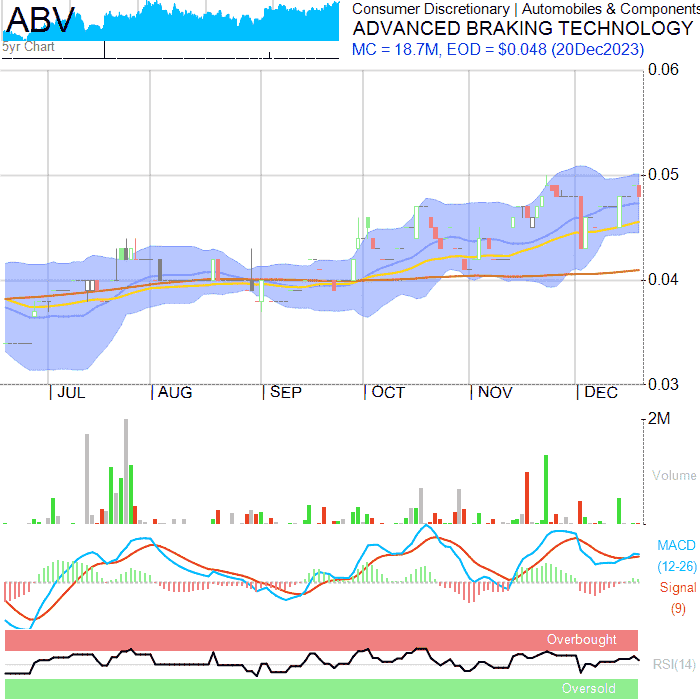 ABV
Consumer Discretionary | Automobiles & Components
ADVANCED BRAKING TECHNOLOGY
MC = 18.7M, EOD = $0.048 (20Dec2023)
5yr Chart
0.06
0.05
0.04
0.03
| JUL | AUG | SEP | OCT | NOV | DEC
2M
Volume
MACD
(12-26)
Signal
(9)
Overbought
RSI(14)
Oversold